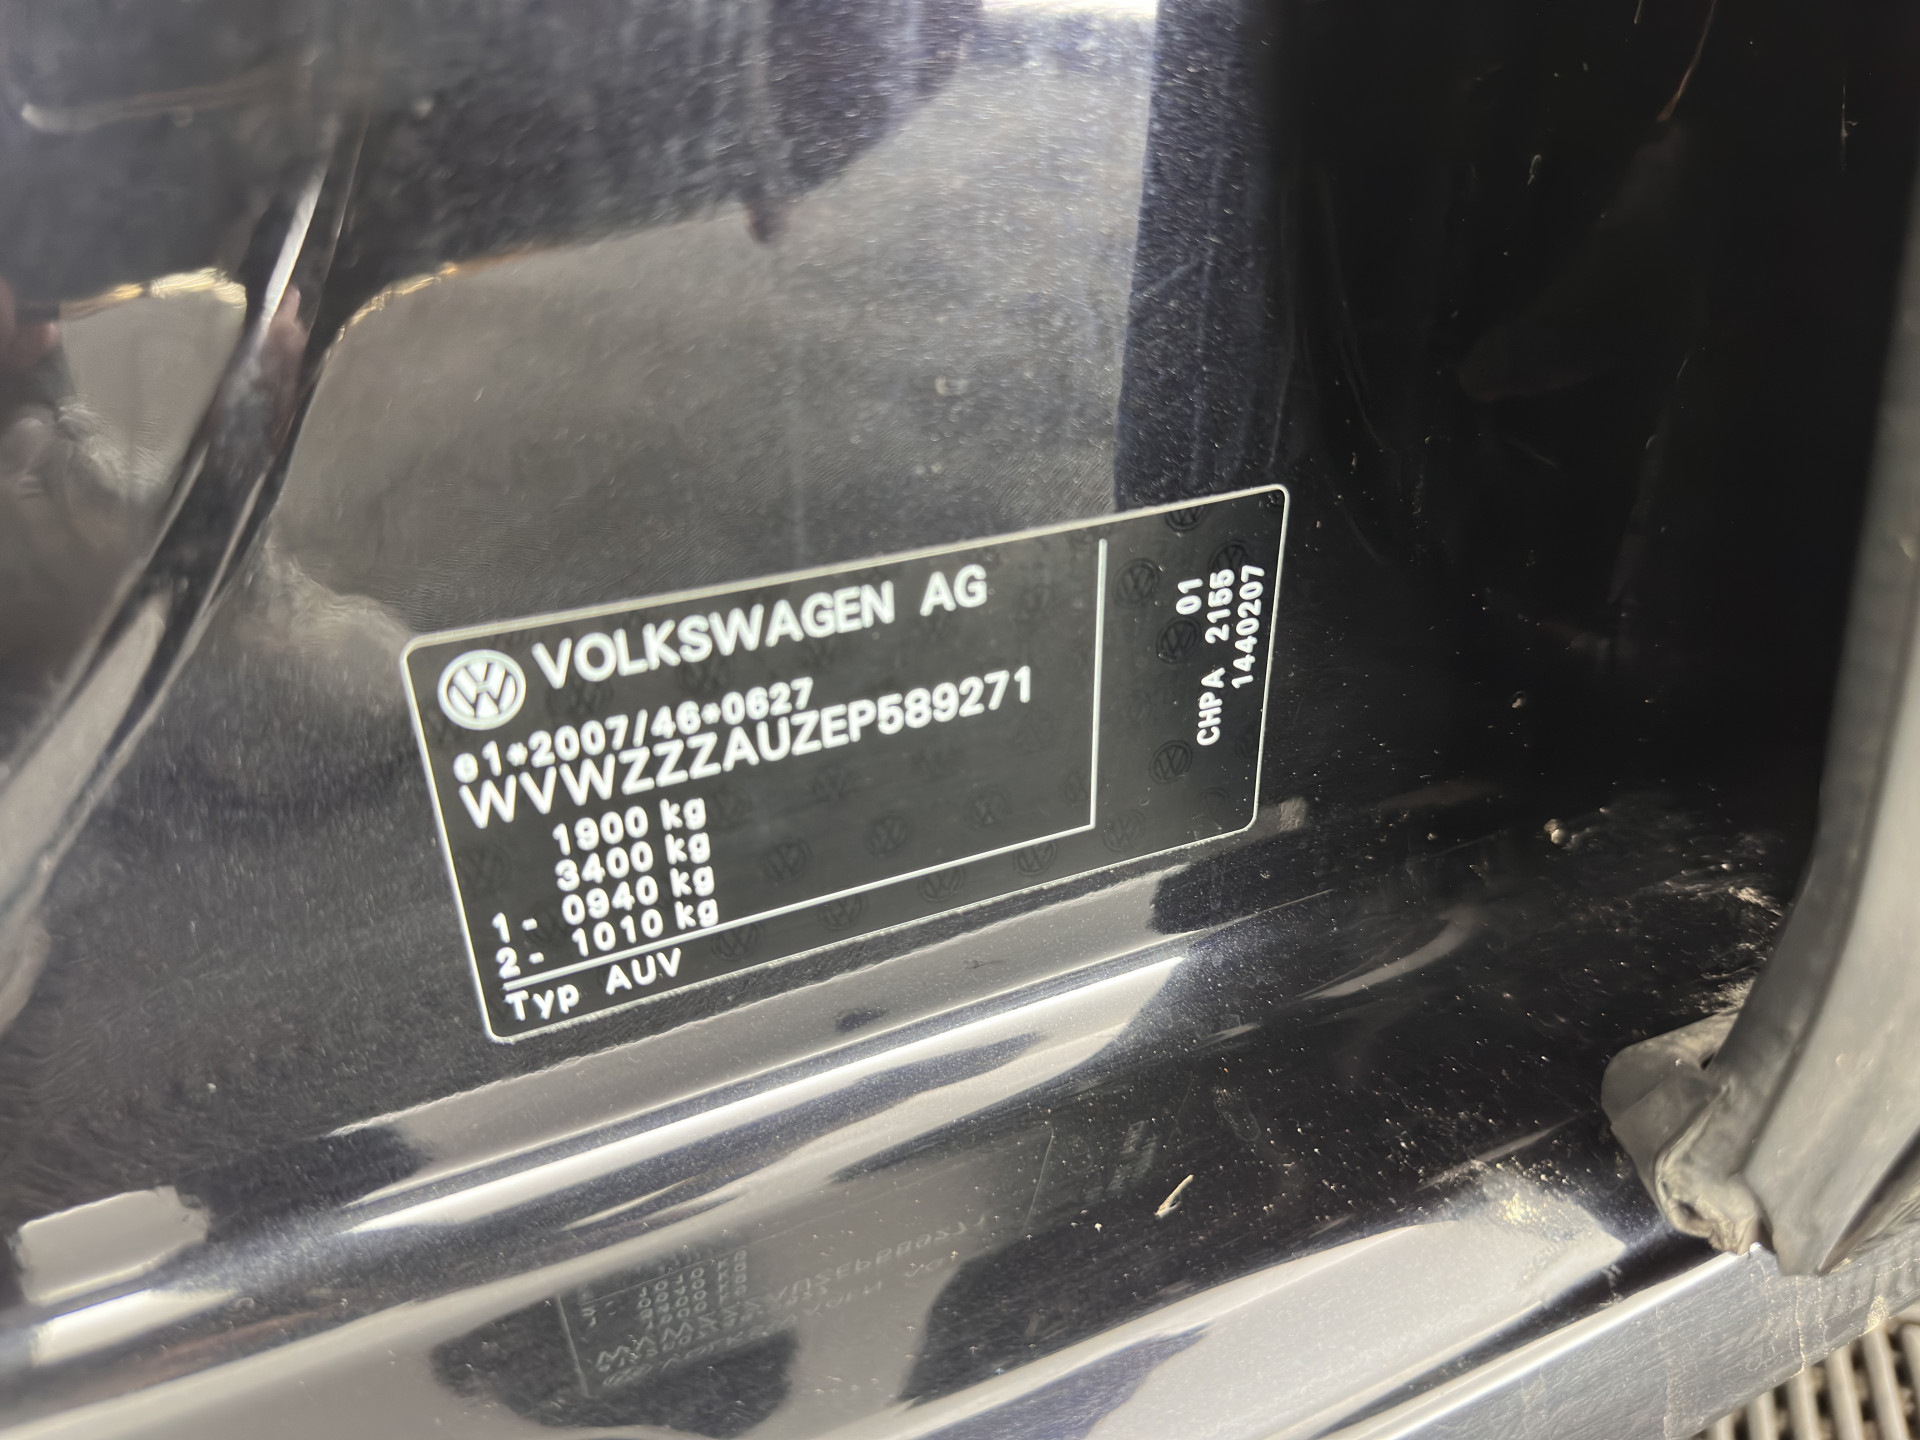 VOLKSWAGEN AG
e1*2007/46*0627
WVWZZZAUZEP589271
1900 kg
3400 kg
1- 0940 kg
2- 1010 kg
Typ AUV
01
CHPA 2155
1440207